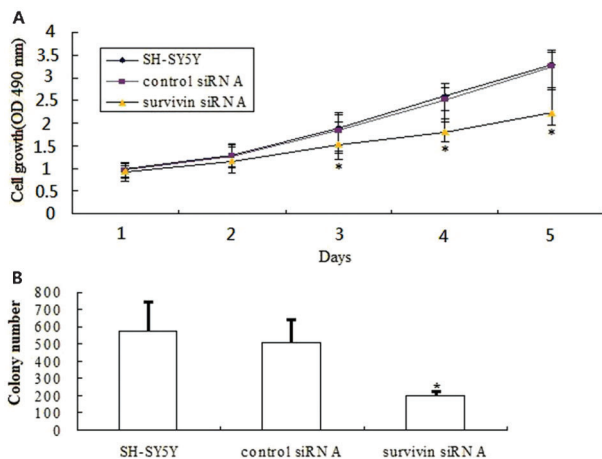 A
4
3.5
3
2.5
2
1.5
1
0.5
0
Cell growth(OD 490 mm)
SH-SY5Y
control siRNA
survivin siRNA
*
*
*
1 2 3 4 5
Days
B
800
700
600
500
400
300
200
100
0
Colony number
*
SH-SY5Y control siRNA survivin siRNA